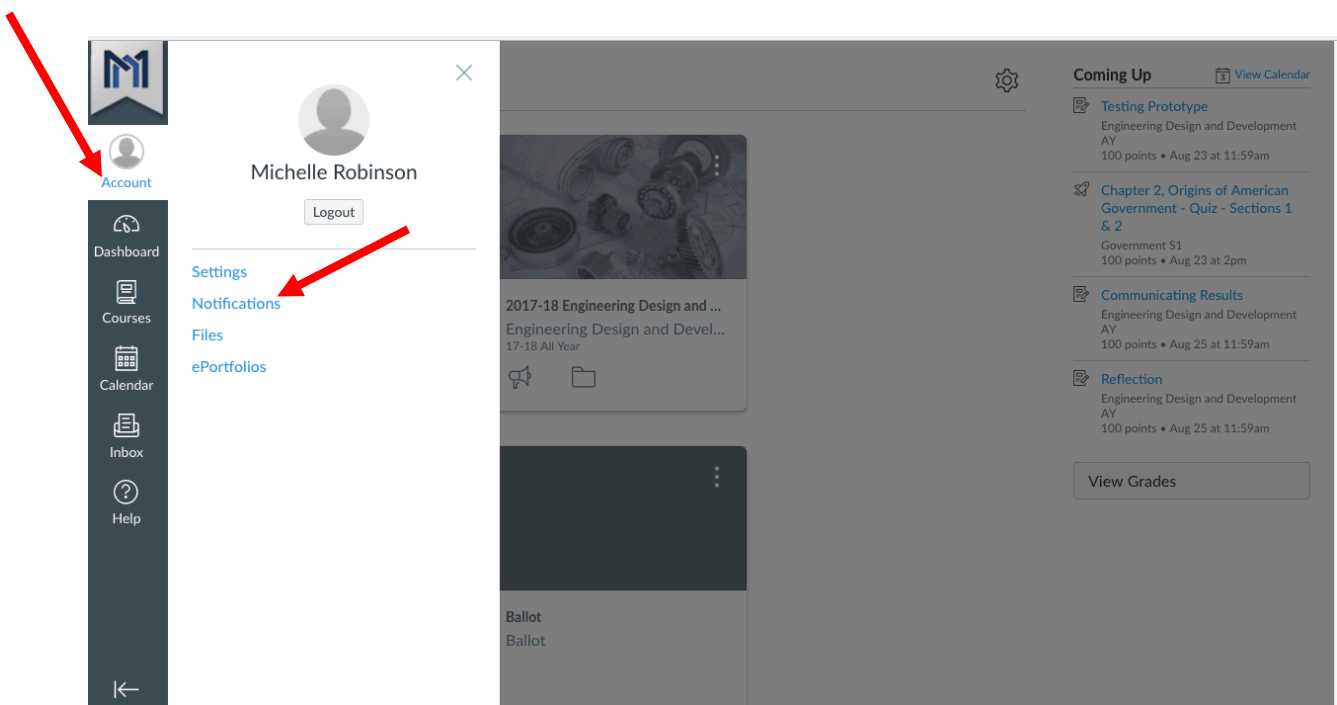 M
Account
Dashboard
Courses
Calendar
Inbox
Help
Michelle Robinson
Logout
Settings
Notifications
Files
ePortfolios
2017-18 Engineering Design and ...
Engineering Design and Devel...
17-18 All Year
Ballot
Ballot
Coming Up
3 View Calendar
Testing Prototype
Engineering Design and Development
AY
100 points • Aug 23 at 11:59am
Chapter 2, Origins of American
Government - Quiz - Sections 1
& 2
Government S1
100 points • Aug 23 at 2pm
Communicating Results
Engineering Design and Development
AY
100 points • Aug 25 at 11:59am
Reflection
Engineering Design and Development
AY
100 points • Aug 25 at 11:59am
View Grades